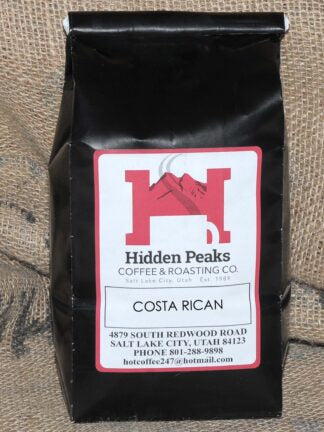 Hidden Peaks
COFFEE & ROASTING CO.
Salt Lake City, Utah Est. 1989
COSTA RICAN
4879 SOUTH REDWOOD ROAD
SALT LAKE CITY, UTAH 84123
PHONE 801-288-9898
hotcoffee247@hotmail.com